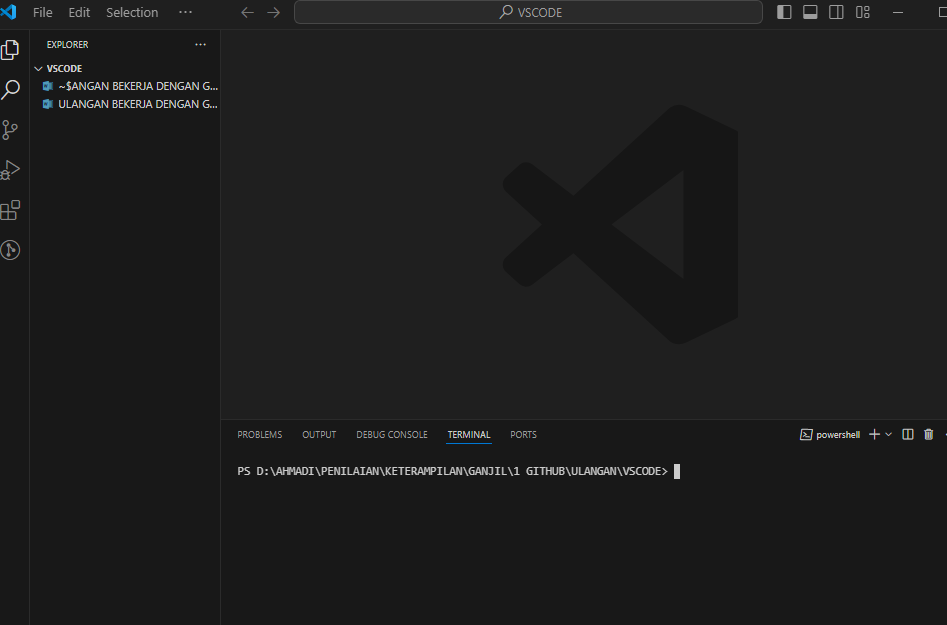 File Edit Selection ··· VSCODE
EXPLORER ···
VSCODE
~$ANGAN BEKERJA DENGAN G...
ULANGAN BEKERJA DENGAN G...
PROBLEMS OUTPUT DEBUG CONSOLE TERMINAL PORTS powershell
PS D:\AHMADI\PENILAIAN\KETERAMPILAN\GANJIL\1 GITHUB\ULANGAN\VSCODE>